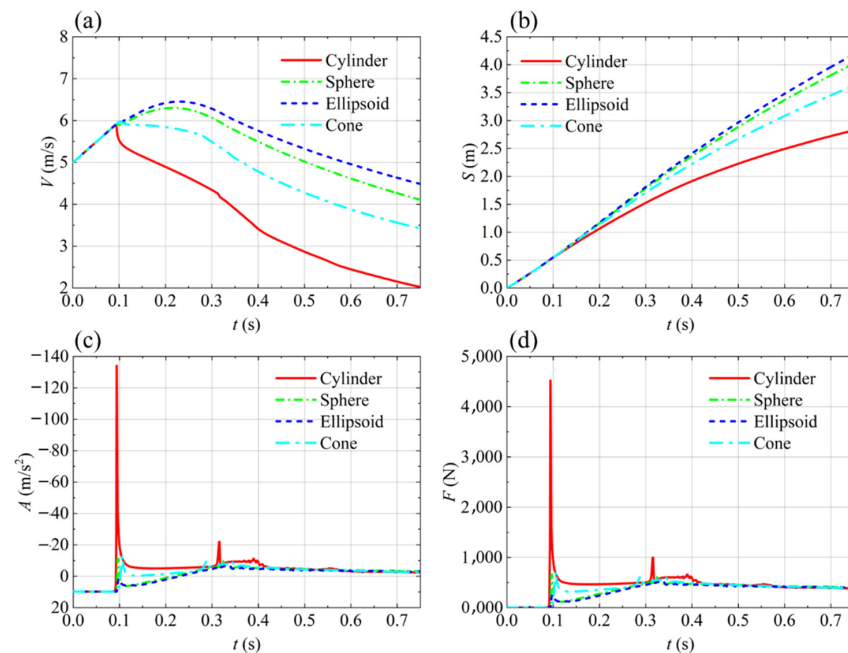 (a)
8
7
6
5
4
3
2
V (m/s)
Cylinder
Sphere
Ellipsoid
Cone
0.0 0.1 0.2 0.3 0.4 0.5 0.6 0.7
t (s)
(b)
4.5
4.0
3.5
3.0
2.5
2.0
1.5
1.0
0.5
0.0
S (m)
Cylinder
Sphere
Ellipsoid
Cone
0.0 0.1 0.2 0.3 0.4 0.5 0.6 0.7
t (s)
(c)
−140
−120
−100
−80
−60
−40
−20
0
20
A (m/s²)
Cylinder
Sphere
Ellipsoid
Cone
0.0 0.1 0.2 0.3 0.4 0.5 0.6 0.7
t (s)
(d)
5,000
4,000
3,000
2,000
1,000
0,000
F (N)
Cylinder
Sphere
Ellipsoid
Cone
0.0 0.1 0.2 0.3 0.4 0.5 0.6 0.7
t (s)